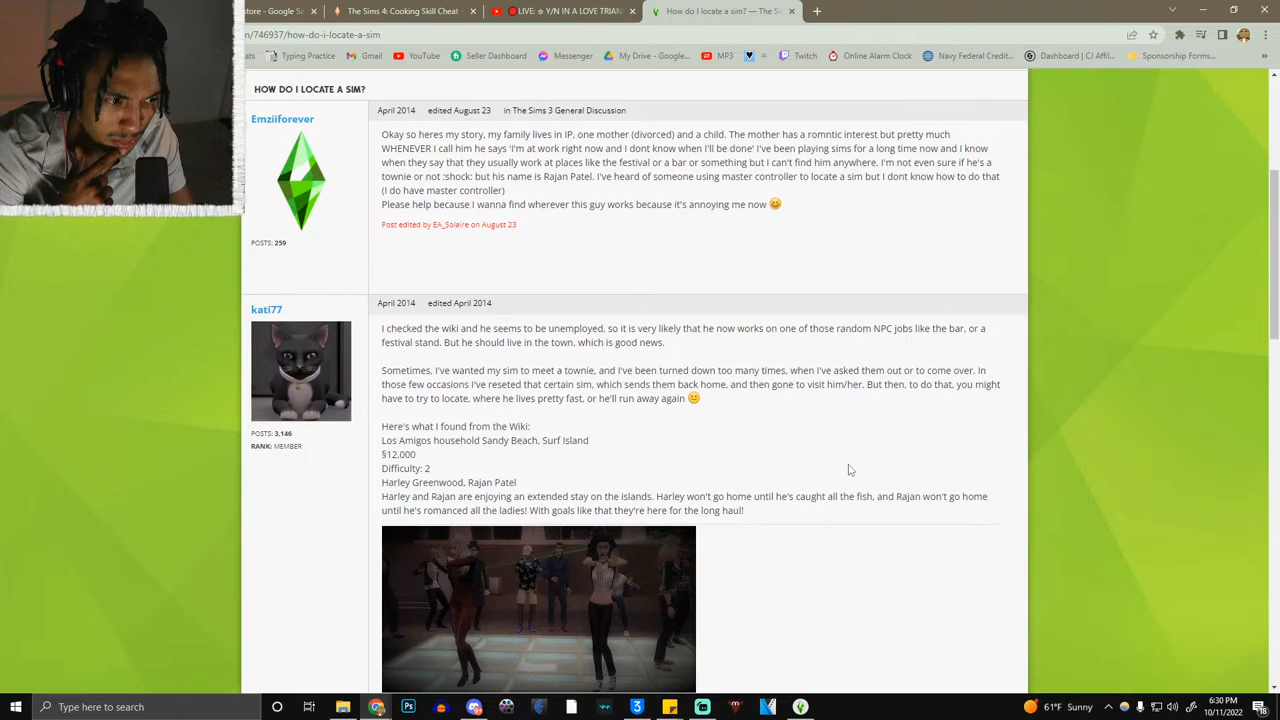 store - Google S
The Sims 4: Cooking Skill Cheat
LIVE: ☆ Y/N IN A LOVE TRIAN
How do I locate a sim? — The Si
n/746937/how-do-i-locate-a-sim
ats
Typing Practice
Gmail
YouTube
Seller Dashboard
Messenger
My Drive - Google...
MP3
Twitch
Online Alarm Clock
Navy Federal Credit...
Dashboard | CJ Affil...
Sponsorship Forms...
HOW DO I LOCATE A SIM?
Emziiforever
April 2014 edited August 23 in The Sims 3 General Discussion
Okay so heres my story, my family lives in IP, one mother (divorced) and a child. The mother has a romntic interest but pretty much
WHENEVER I call him he says 'I'm at work right now and I dont know when I'll be done' I've been playing sims for a long time now and I know
when they say that they usually work at places like the festival or a bar or something but i can't find him anywhere. I'm not even sure if he's a
townie or not :shock: but his name is Rajan Patel. I've heard of someone using master controller to locate a sim but I dont know how to do that
(I do have master controller)
Please help because I wanna find wherever this guy works because it's annoying me now
Post edited by EA_Solaire on August 23
POSTS: 259
kati77
April 2014 edited April 2014
I checked the wiki and he seems to be unemployed, so it is very likely that he now works on one of those random NPC jobs like the bar, or a
festival stand. But he should live in the town, which is good news.
Sometimes, I've wanted my sim to meet a townie, and I've been turned down too many times, when I've asked them out or to come over. In
those few occasions I've reseted that certain sim, which sends them back home, and then gone to visit him/her. But then, to do that, you might
have to try to locate, where he lives pretty fast, or he'll run away again
POSTS: 3,146
RANK: MEMBER
Here's what I found from the Wiki:
Los Amigos household Sandy Beach, Surf Island
§12,000
Difficulty: 2
Harley Greenwood, Rajan Patel
Harley and Rajan are enjoying an extended stay on the islands. Harley won't go home until he's caught all the fish, and Rajan won't go home
until he's romanced all the ladies! With goals like that they're here for the long haul!
Type here to search
61°F Sunny
6:30 PM
10/11/2022
18